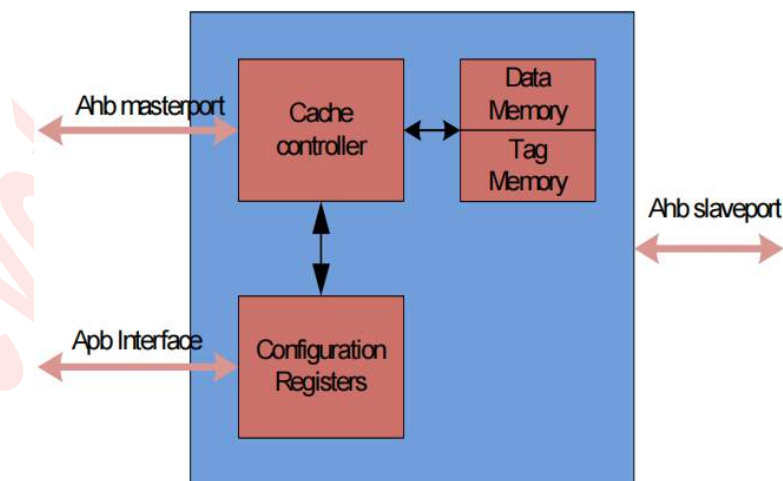 Ahb masterport
Cache
controller
Data
Memory
Tag
Memory
Ahb slaveport
Apb Interface
Configuration
Registers